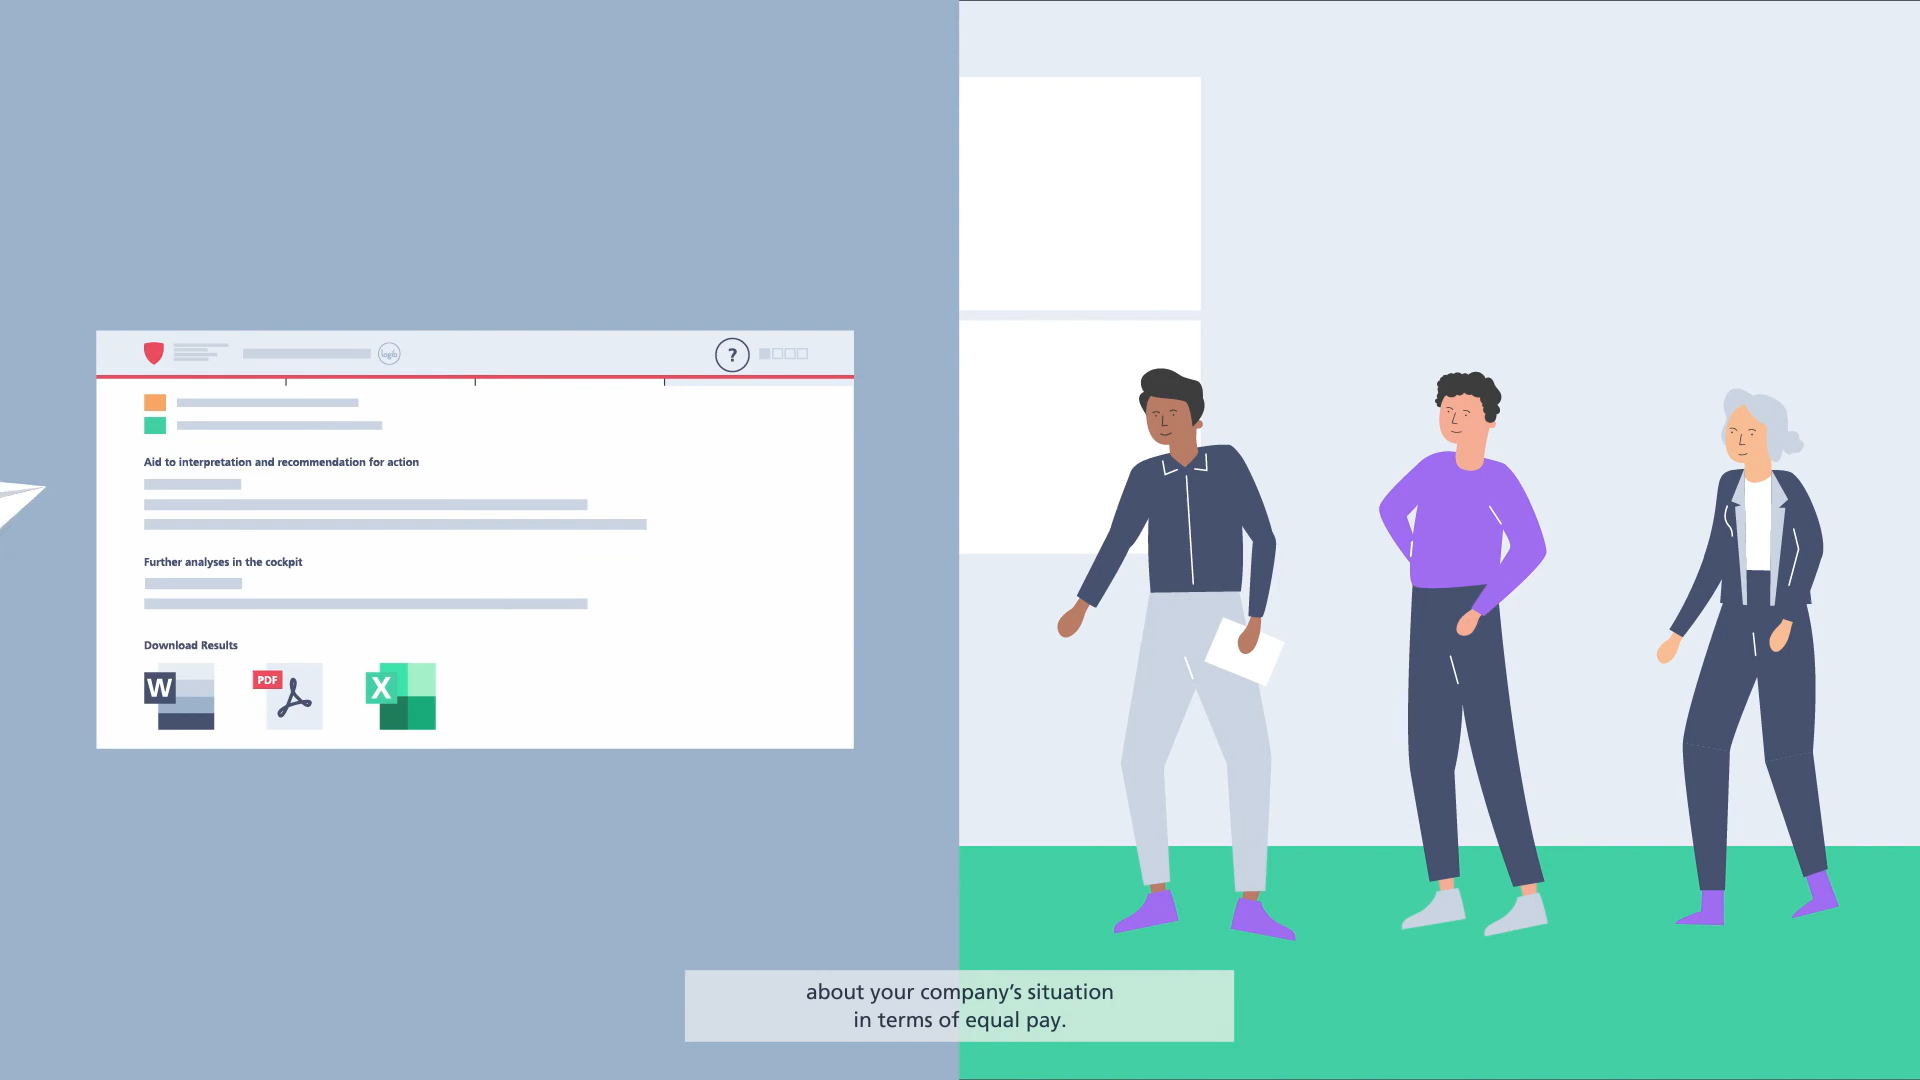 logib
?
Aid to interpretation and recommendation for action
Further analyses in the cockpit
Download Results
W
PDF
X
about your company's situation
in terms of equal pay.